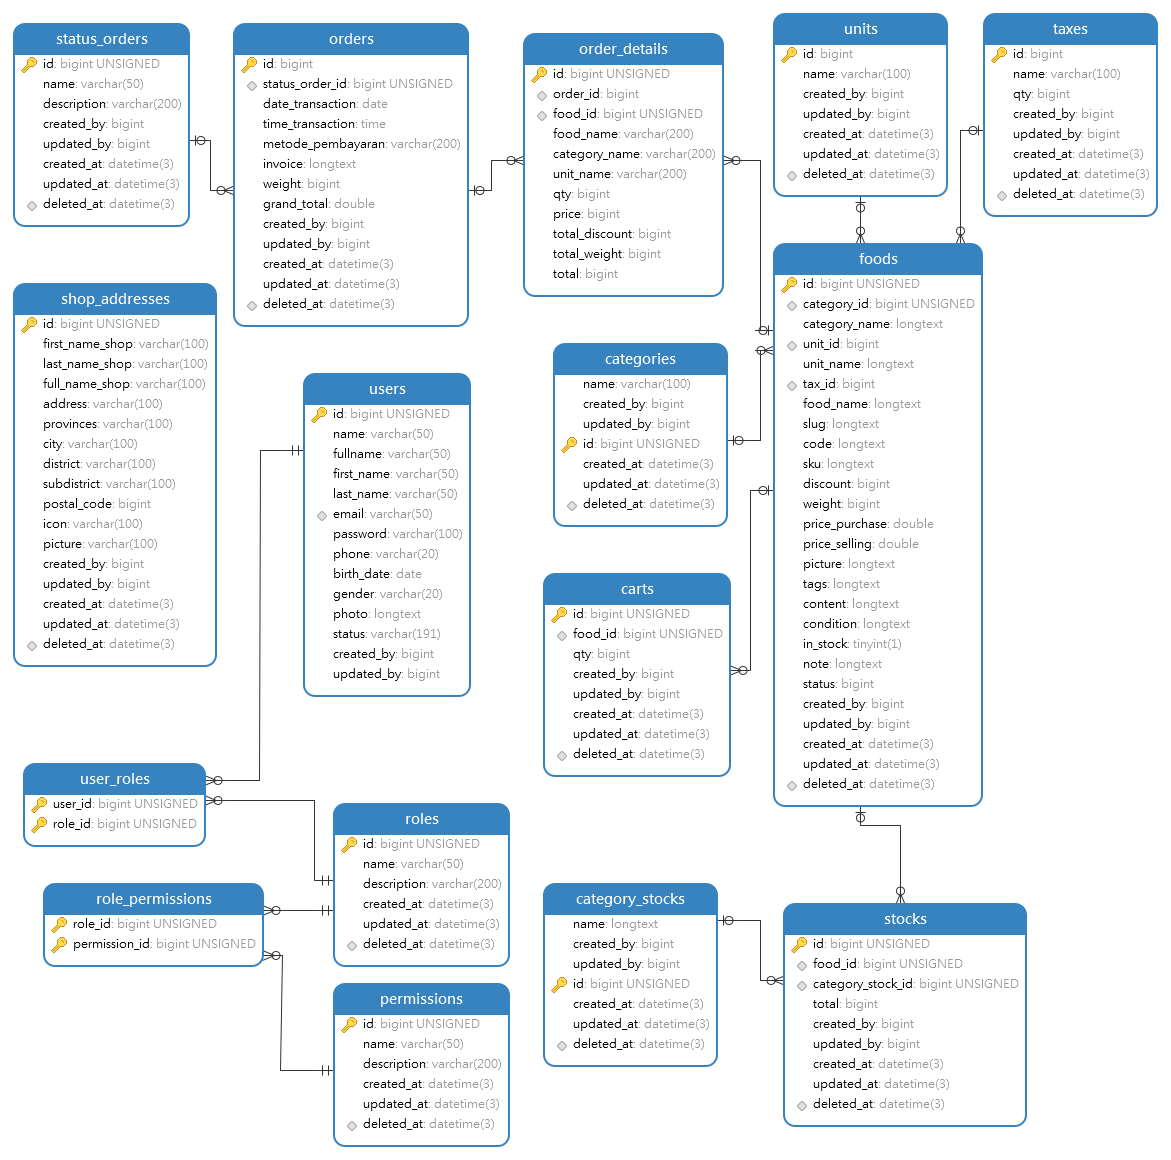 status_orders
id: bigint UNSIGNED
name: varchar(50)
description: varchar(200)
created_by: bigint
updated_by: bigint
created_at: datetime(3)
updated_at: datetime(3)
deleted_at: datetime(3)
orders
id: bigint
status_order_id: bigint UNSIGNED
date_transaction: date
time_transaction: time
metode_pembayaran: varchar(200)
invoice: longtext
weight: bigint
grand_total: double
created_by: bigint
updated_by: bigint
created_at: datetime(3)
updated_at: datetime(3)
deleted_at: datetime(3)
order_details
id: bigint UNSIGNED
order_id: bigint
food_id: bigint UNSIGNED
food_name: varchar(200)
category_name: varchar(200)
unit_name: varchar(200)
qty: bigint
price: bigint
total_discount: bigint
total_weight: bigint
total: bigint
units
id: bigint
name: varchar(100)
created_by: bigint
updated_by: bigint
created_at: datetime(3)
updated_at: datetime(3)
deleted_at: datetime(3)
taxes
id: bigint
name: varchar(100)
qty: bigint
created_by: bigint
updated_by: bigint
created_at: datetime(3)
updated_at: datetime(3)
deleted_at: datetime(3)
shop_addresses
id: bigint UNSIGNED
first_name_shop: varchar(100)
last_name_shop: varchar(100)
full_name_shop: varchar(100)
address: varchar(100)
provinces: varchar(100)
city: varchar(100)
district: varchar(100)
subdistrict: varchar(100)
postal_code: bigint
icon: varchar(100)
picture: varchar(100)
created_by: bigint
updated_by: bigint
created_at: datetime(3)
updated_at: datetime(3)
deleted_at: datetime(3)
users
id: bigint UNSIGNED
name: varchar(50)
fullname: varchar(50)
first_name: varchar(50)
last_name: varchar(50)
email: varchar(50)
password: varchar(100)
phone: varchar(20)
birth_date: date
gender: varchar(20)
photo: longtext
status: varchar(191)
created_by: bigint
updated_by: bigint
categories
name: varchar(100)
created_by: bigint
updated_by: bigint
id: bigint UNSIGNED
created_at: datetime(3)
updated_at: datetime(3)
deleted_at: datetime(3)
foods
id: bigint UNSIGNED
category_id: bigint UNSIGNED
category_name: longtext
unit_id: bigint
unit_name: longtext
tax_id: bigint
food_name: longtext
slug: longtext
code: longtext
sku: longtext
discount: bigint
weight: bigint
price_purchase: double
price_selling: double
picture: longtext
tags: longtext
content: longtext
condition: longtext
in_stock: tinyint(1)
note: longtext
status: bigint
created_by: bigint
updated_by: bigint
created_at: datetime(3)
updated_at: datetime(3)
deleted_at: datetime(3)
carts
id: bigint UNSIGNED
food_id: bigint UNSIGNED
qty: bigint
created_by: bigint
updated_by: bigint
created_at: datetime(3)
updated_at: datetime(3)
deleted_at: datetime(3)
user_roles
user_id: bigint UNSIGNED
role_id: bigint UNSIGNED
roles
id: bigint UNSIGNED
name: varchar(50)
description: varchar(200)
created_at: datetime(3)
updated_at: datetime(3)
deleted_at: datetime(3)
role_permissions
role_id: bigint UNSIGNED
permission_id: bigint UNSIGNED
category_stocks
name: longtext
created_by: bigint
updated_by: bigint
id: bigint UNSIGNED
created_at: datetime(3)
updated_at: datetime(3)
deleted_at: datetime(3)
stocks
id: bigint UNSIGNED
food_id: bigint UNSIGNED
category_stock_id: bigint UNSIGNED
total: bigint
created_by: bigint
updated_by: bigint
created_at: datetime(3)
updated_at: datetime(3)
deleted_at: datetime(3)
permissions
id: bigint UNSIGNED
name: varchar(50)
description: varchar(200)
created_at: datetime(3)
updated_at: datetime(3)
deleted_at: datetime(3)